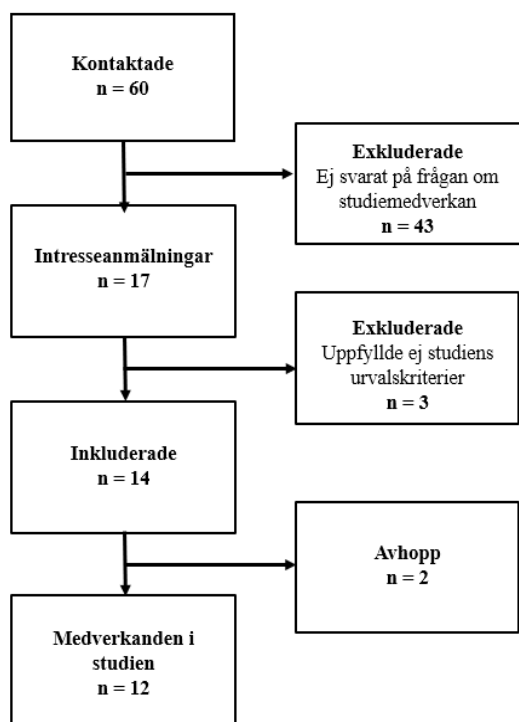 Kontaktade
n = 60
Exkluderade
Ej svarat på frågan om
studiemedverkan
n = 43
Intresseanmälningar
n = 17
Exkluderade
Uppfyllde ej studiens
urvalskriterier
n = 3
Inkluderade
n = 14
Avhopp
n = 2
Medverkanden i
studien
n = 12